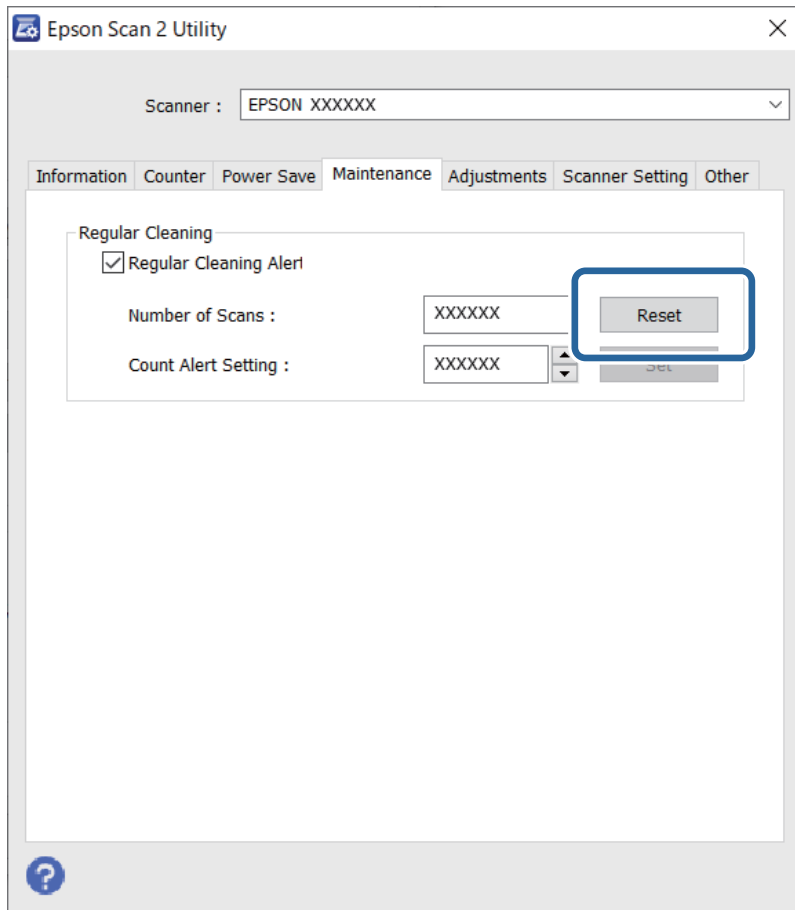 Epson Scan 2 Utility
Scanner : EPSON XXXXXX
Information Counter Power Save Maintenance Adjustments Scanner Setting Other
Regular Cleaning
Regular Cleaning Alert
Number of Scans : XXXXXX Reset
Count Alert Setting : XXXXXX Set
?